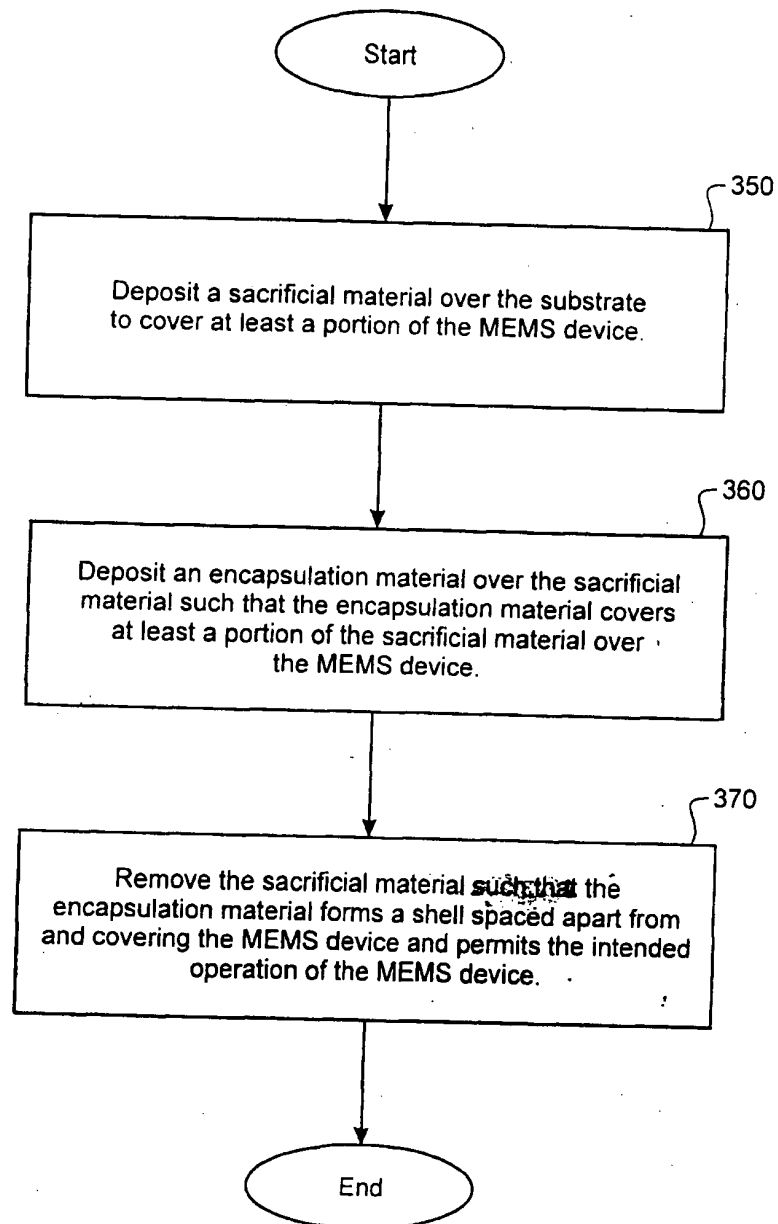 Start
350
Deposit a sacrificial material over the substrate
to cover at least a portion of the MEMS device.
360
Deposit an encapsulation material over the sacrificial
material such that the encapsulation material covers
at least a portion of the sacrificial material over
the MEMS device.
370
Remove the sacrificial material such that the
encapsulation material forms a shell spaced apart from
and covering the MEMS device and permits the intended
operation of the MEMS device.
End